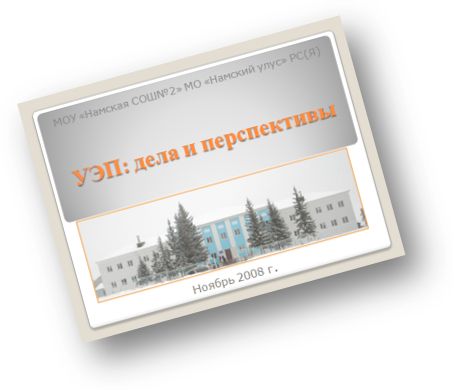 МОУ «Намская СОШ№2» МО «Намский улус» РС(Я)
УЭП: дела и перспективы
Ноябрь 2008 г.